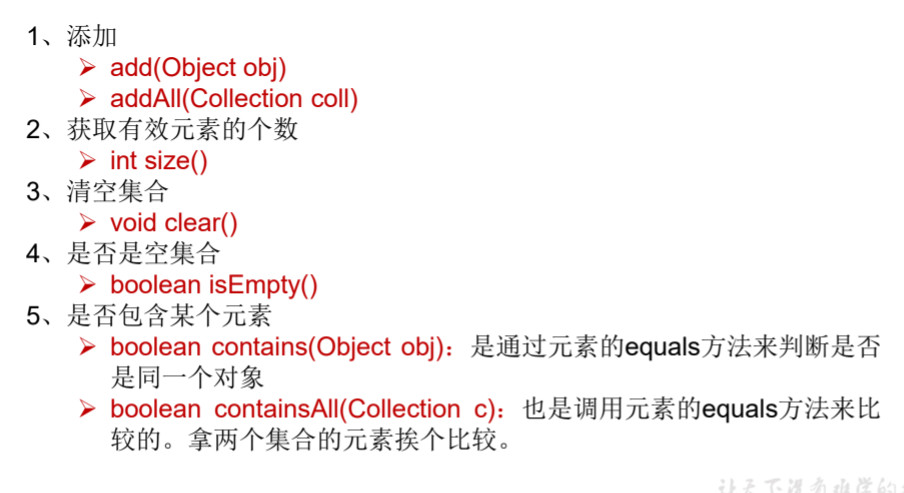 1、添加
➢ add(Object obj)
➢ addAll(Collection coll)
2、获取有效元素的个数
➢ int size()
3、清空集合
➢ void clear()
4、是否是空集合
➢ boolean isEmpty()
5、是否包含某个元素
➢ boolean contains(Object obj)：是通过元素的equals方法来判断是否
是同一个对象
➢ boolean containsAll(Collection c)：也是调用元素的equals方法来比
较的。拿两个集合的元素挨个比较。
让天下没有难学的